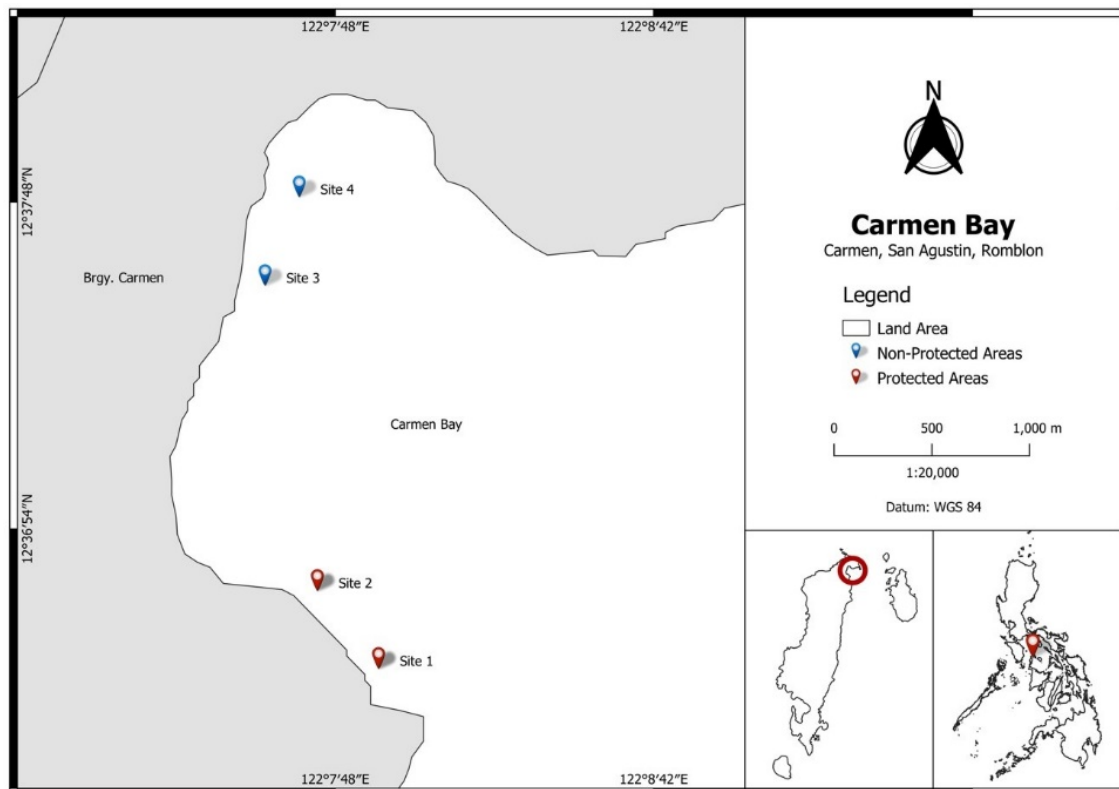 122°7'48"E
122°8'42"E
12°37'48"N
Site 4
Brgy. Carmen
Site 3
Carmen Bay
12°36'54"N
Site 2
Site 1
122°7'48"E
122°8'42"E
N
Carmen Bay
Carmen, San Agustin, Romblon
Legend
Land Area
Non-Protected Areas
Protected Areas
0 500 1,000 m
1:20,000
Datum: WGS 84